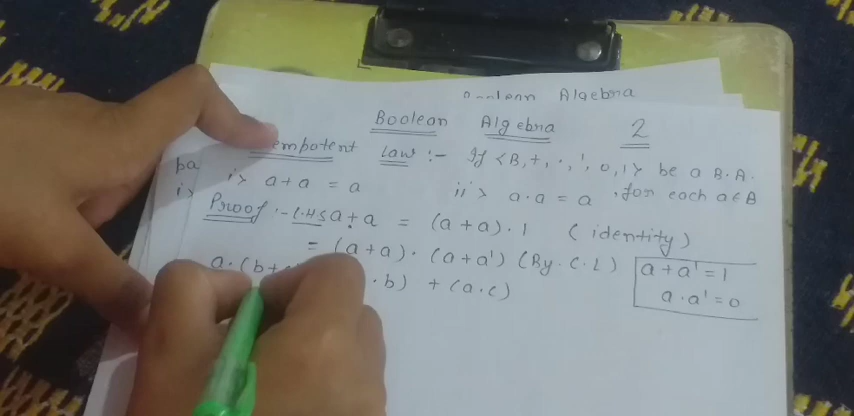 Boolean Algebra
Boolean Algebra 2
empotent Law :- If <B, +, ·, ', 0, 1> be a B.A.
i> a + a = a ii> a · a = a , for each a ∈ B
Proof :- L.H.S a + a = (a + a) · 1 (identity)
= (a + a) · (a + a') (By. C. L)
a + a' = 1
a · a' = 0
a · (b + · b) + (a · c)
ba
i>